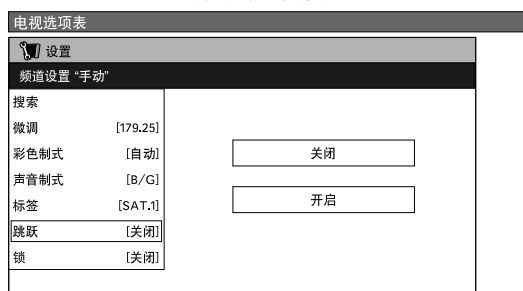 电视选项表
设置
频道设置 “手动”
搜索
微调 [179.25]
彩色制式 [自动]
关闭
声音制式 [B/G]
标签 [SAT.1]
开启
跳跃 [关闭]
锁 [关闭]